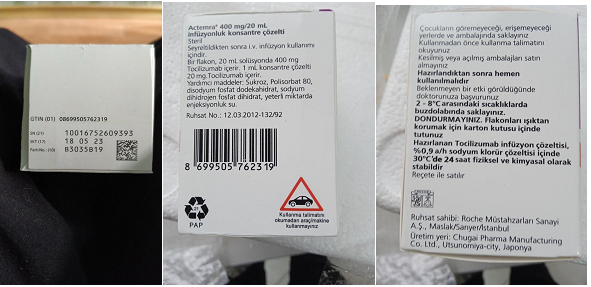 GTIN (01) 08699505762319
SN (21) 10016752609393
SKT (17) 18 05 23
Parti No: (10) B3035B19
Actemra® 400 mg/20 mL
infüzyonluk konsantre çözelti
Steril
Seyreltildikten sonra i.v. infüzyon kullanımı
içindir.
Bir flakon, 20 mL solüsyonda 400 mg
Tocilizumab içerir. 1 mL konsantre çözelti
20 mg Tocilizumab içerir.
Yardımcı maddeler: Sukroz, Polisorbat 80,
disodyum fosfat dodekahidrat, sodyum
dihidrojen fosfat dihidrat, yeterli miktarda
enjeksiyonluk su.
Ruhsat No.: 12.03.2012-132/92
8 699505 762319
PAP
Kullanma talimatını
okumadan araç/makine
kullanmayınız
Çocukların göremeyeceği, erişemeyeceği
yerlerde ve ambalajında saklayınız
Kullanmadan önce kullanma talimatını
okuyunuz
Kesilmiş veya açılmış ambalajları satın
almayınız
Hazırlandıktan sonra hemen
kullanılmalıdır
Beklenmeyen bir etki görüldüğünde
doktorunuza başvurunuz
2 - 8°C arasındaki sıcaklıklarda
buzdolabında saklayınız.
DONDURMAYINIZ. Flakonları ışıktan
korumak için karton kutusu içinde
tutunuz
Hazırlanan Tocilizumab infüzyon çözeltisi,
%0,9 a/h sodyum klorür çözeltisi içinde
30°C'de 24 saat fiziksel ve kimyasal olarak
stabildir
Reçete ile satılır
Ruhsat sahibi: Roche Müstahzarları Sanayi
A.Ş., Maslak/Sarıyer/İstanbul
Üretim yeri: Chugai Pharma Manufacturing
Co. Ltd., Utsunomiya-city, Japonya